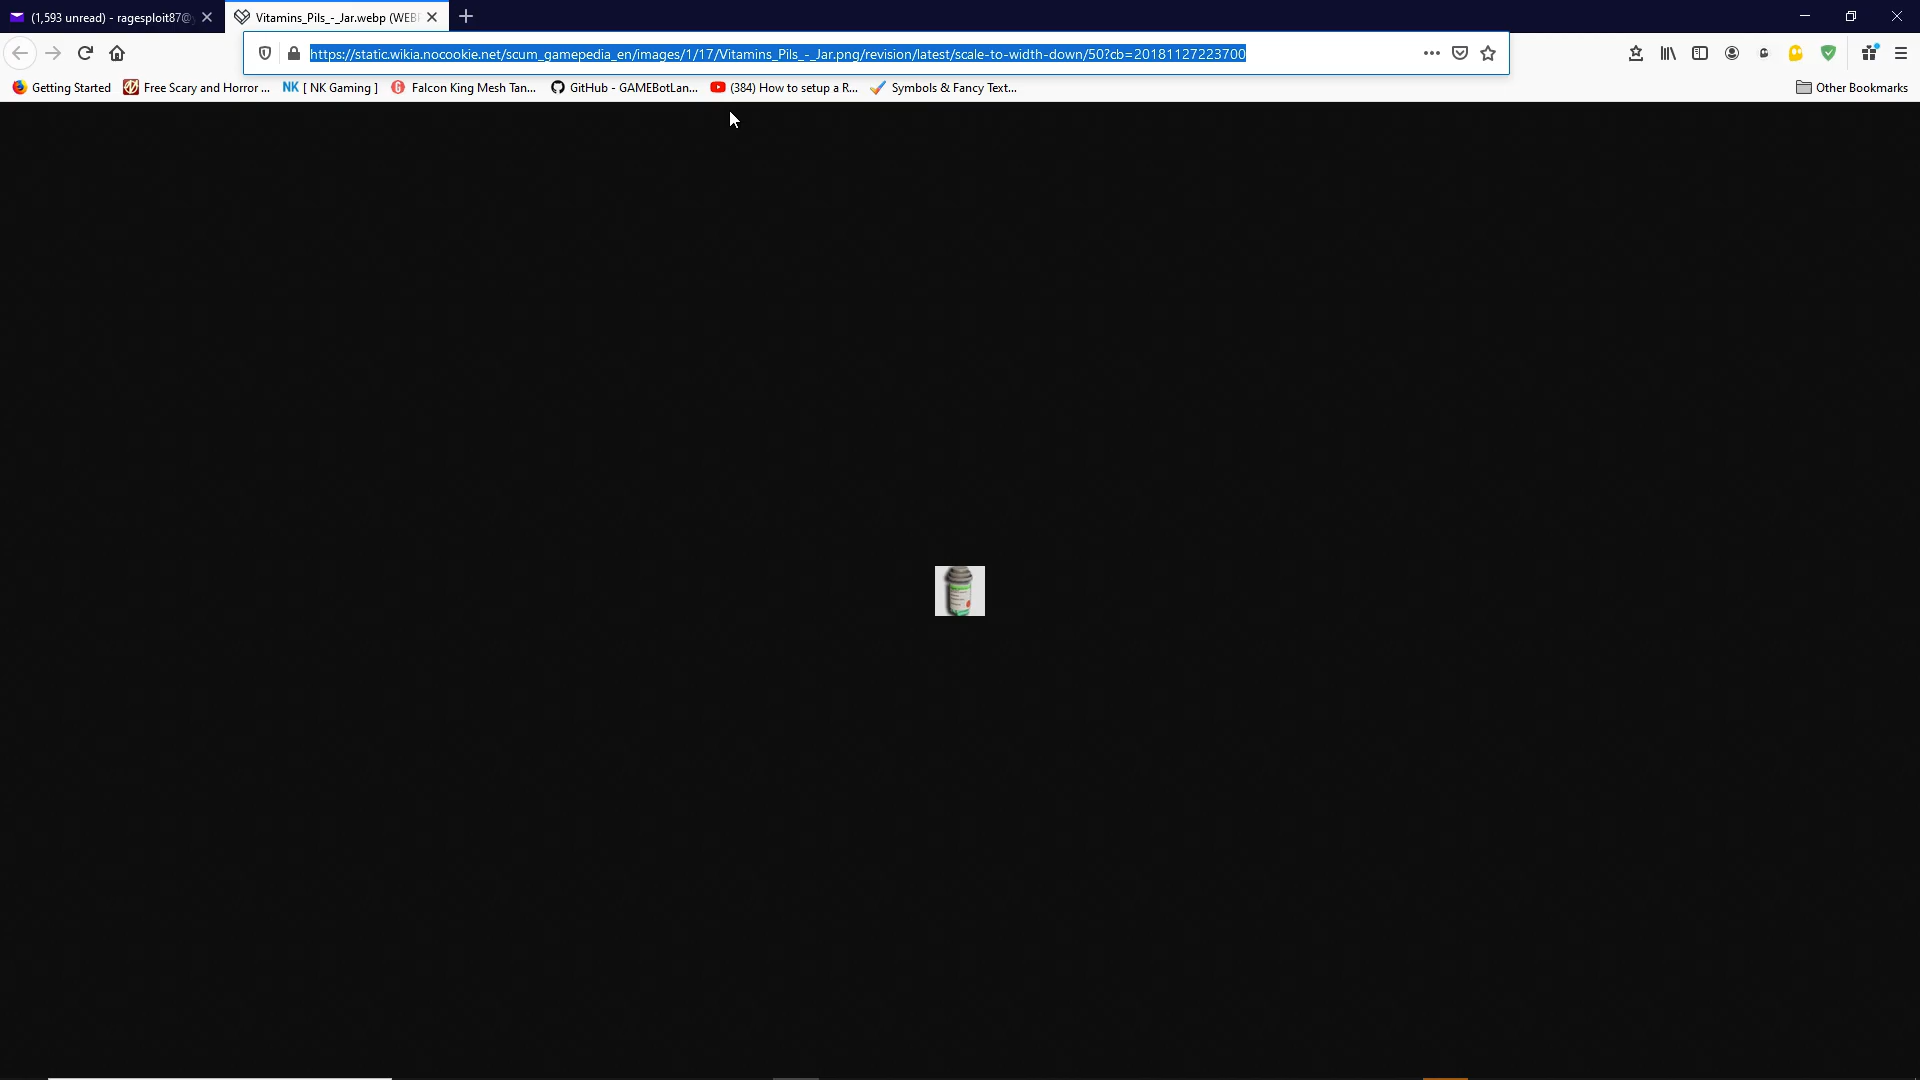 (1,593 unread) - ragesploit87@
Vitamins_Pils_-_Jar.webp (WEB
https://static.wikia.nocookie.net/scum_gamepedia_en/images/1/17/Vitamins_Pils_-_Jar.png/revision/latest/scale-to-width-down/50?cb=20181127223700
Getting Started
Free Scary and Horror ...
NK [ NK Gaming ]
Falcon King Mesh Tan...
GitHub - GAMEBotLan...
(384) How to setup a R...
Symbols & Fancy Text...
Other Bookmarks